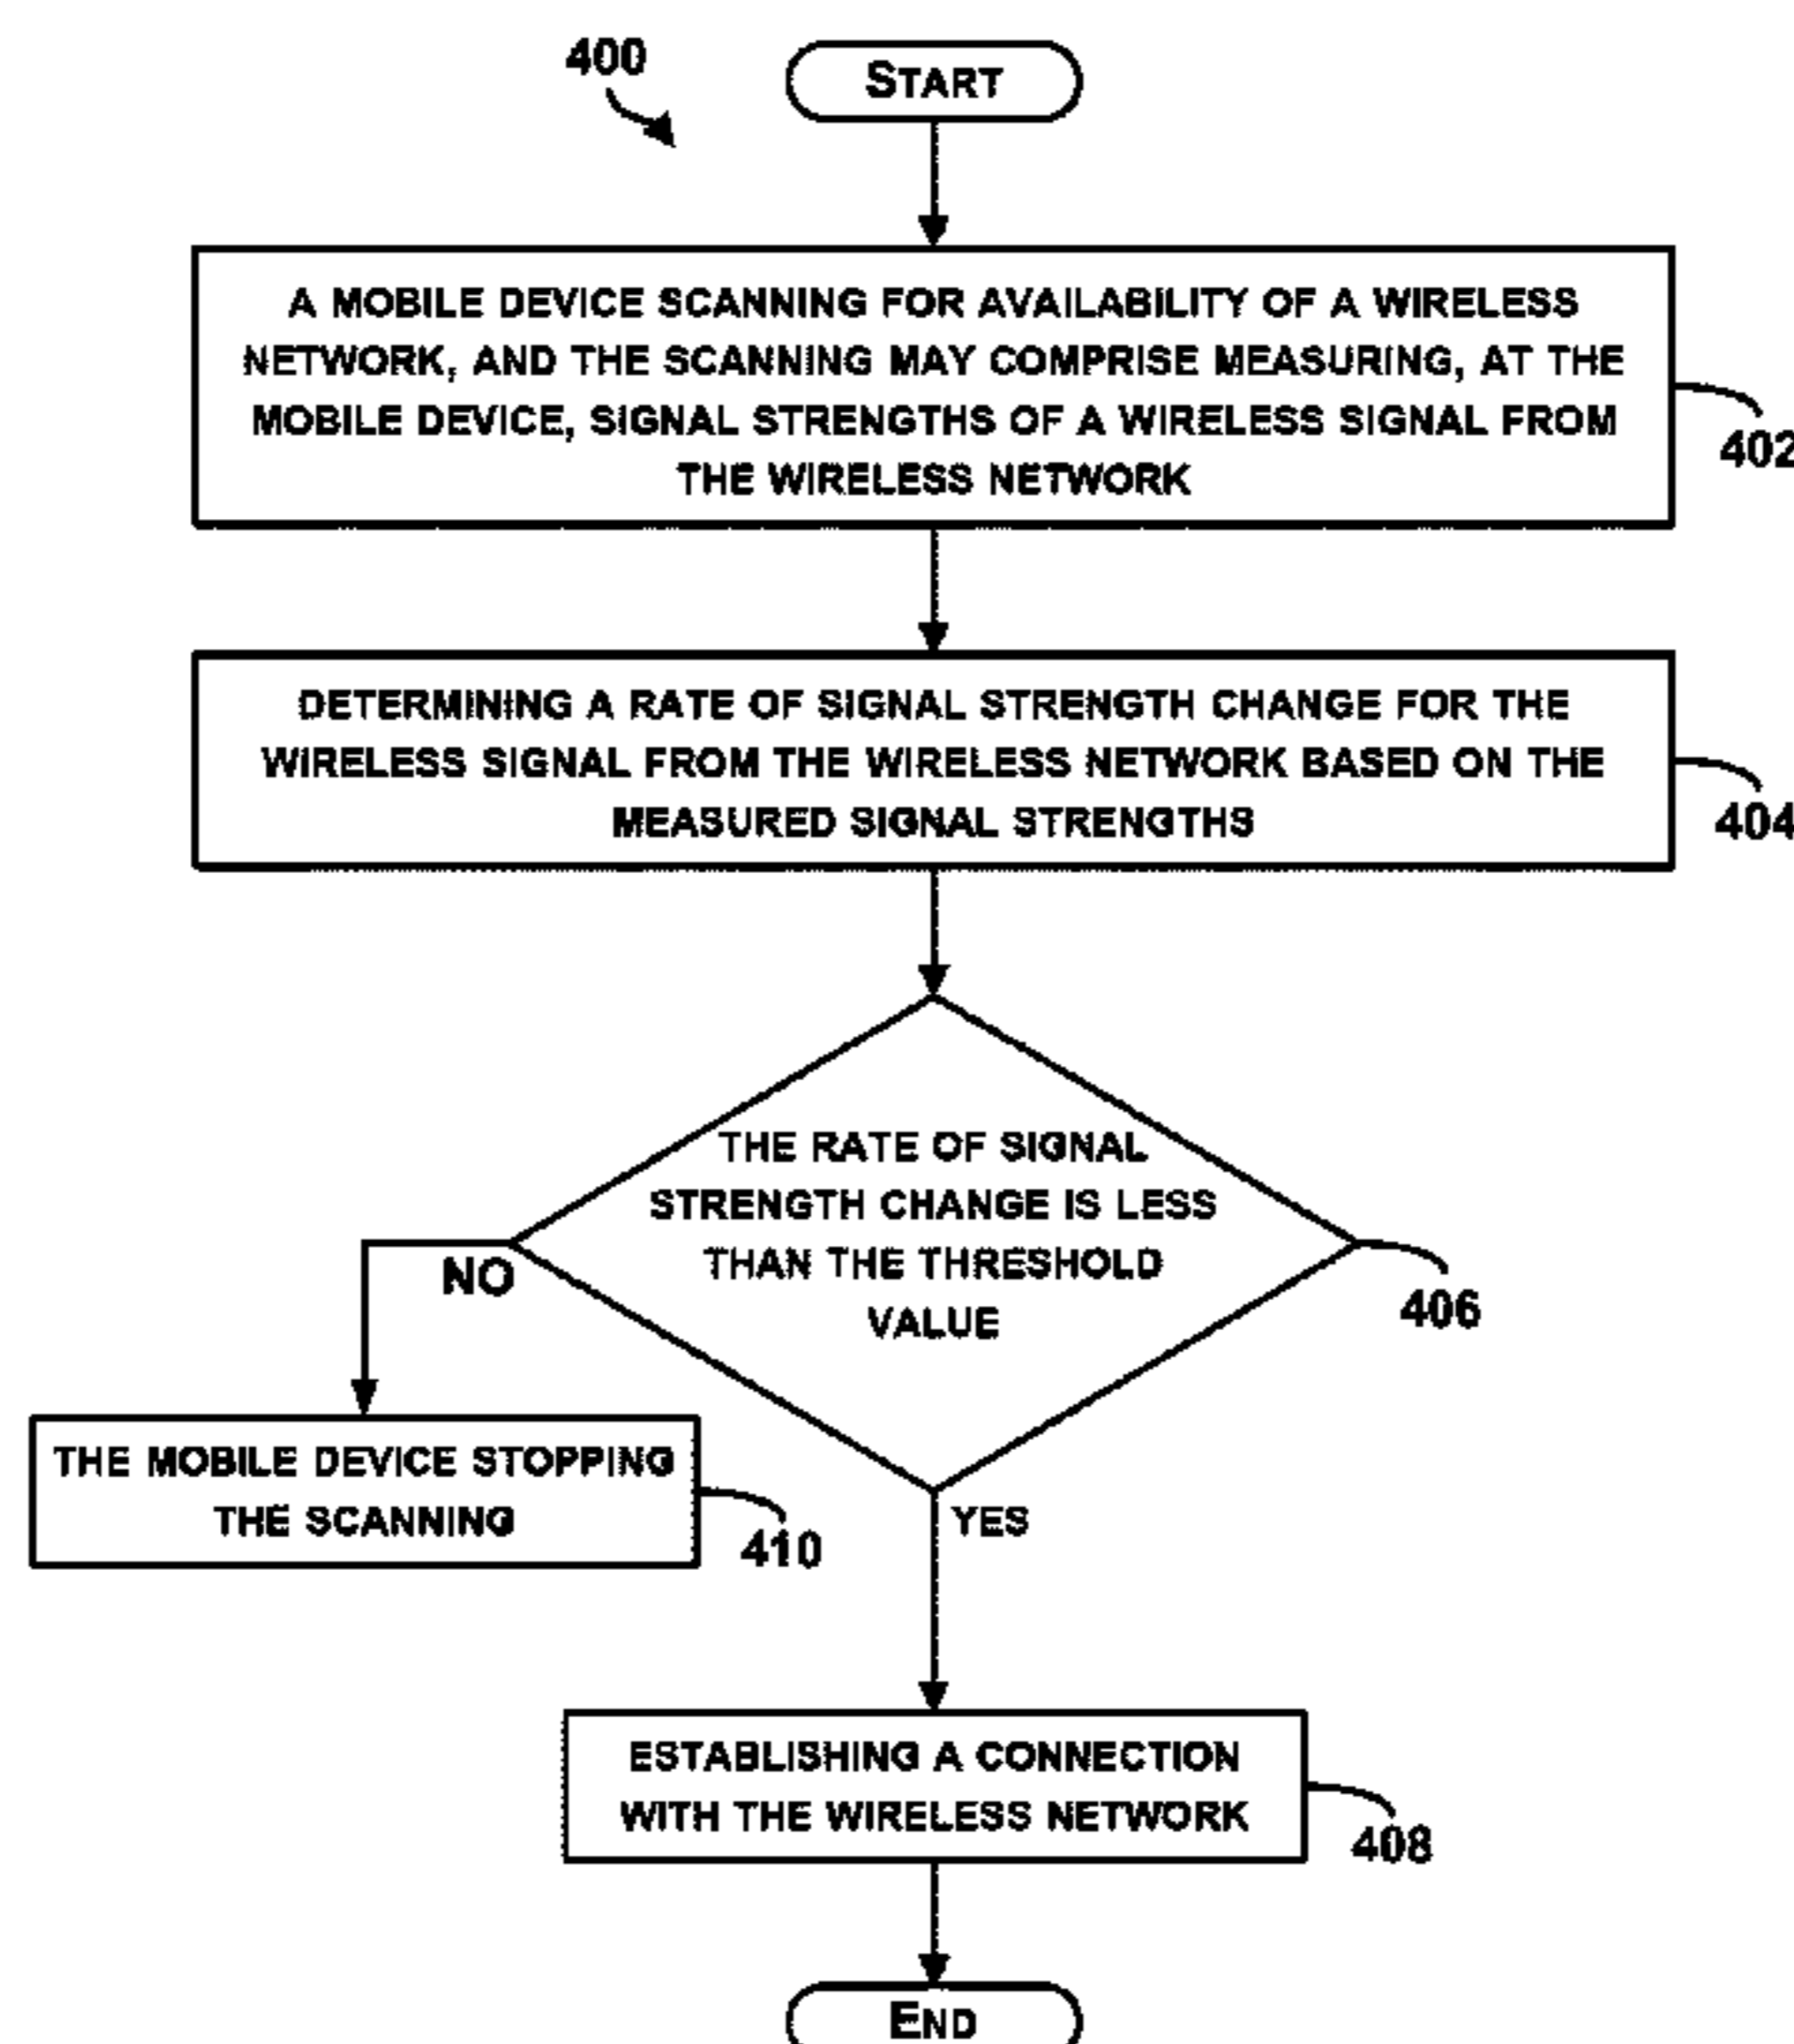 400
START
A MOBILE DEVICE SCANNING FOR AVAILABILITY OF A WIRELESS
NETWORK, AND THE SCANNING MAY COMPRISE MEASURING, AT THE
MOBILE DEVICE, SIGNAL STRENGTHS OF A WIRELESS SIGNAL FROM
THE WIRELESS NETWORK
402
DETERMINING A RATE OF SIGNAL STRENGTH CHANGE FOR THE
WIRELESS SIGNAL FROM THE WIRELESS NETWORK BASED ON THE
MEASURED SIGNAL STRENGTHS
404
THE RATE OF SIGNAL
STRENGTH CHANGE IS LESS
THAN THE THRESHOLD
VALUE
406
NO
THE MOBILE DEVICE STOPPING
THE SCANNING
410
YES
ESTABLISHING A CONNECTION
WITH THE WIRELESS NETWORK
408
END